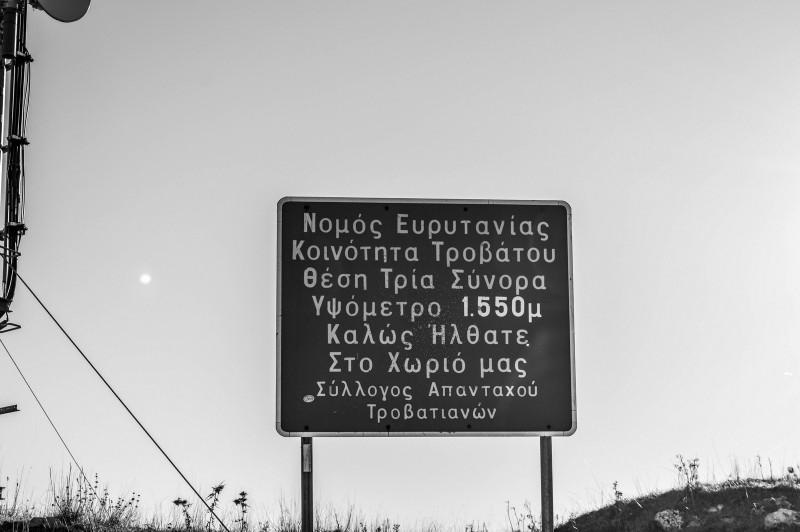 Νομός Ευρυτανίας
Κοινότητα Τροβάτου
Θέση Τρία Σύνορα
Υψόμετρο 1.550μ
Καλώς Ήλθατε
Στο Χωριό μας
Σύλλογος Απανταχού
Τροβατιανών